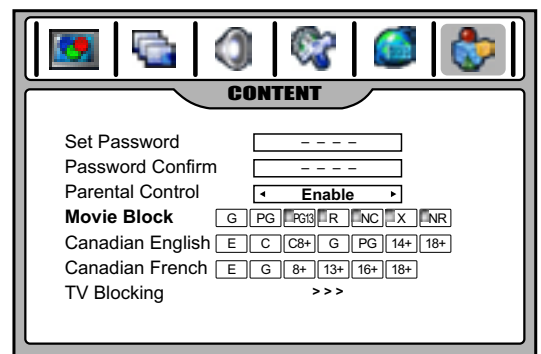 CONTENT
Set Password – – – –
Password Confirm – – – –
Parental Control Enable
Movie Block G PG PG13 R NC X NR
Canadian English E C C8+ G PG 14+ 18+
Canadian French E G 8+ 13+ 16+ 18+
TV Blocking >>>